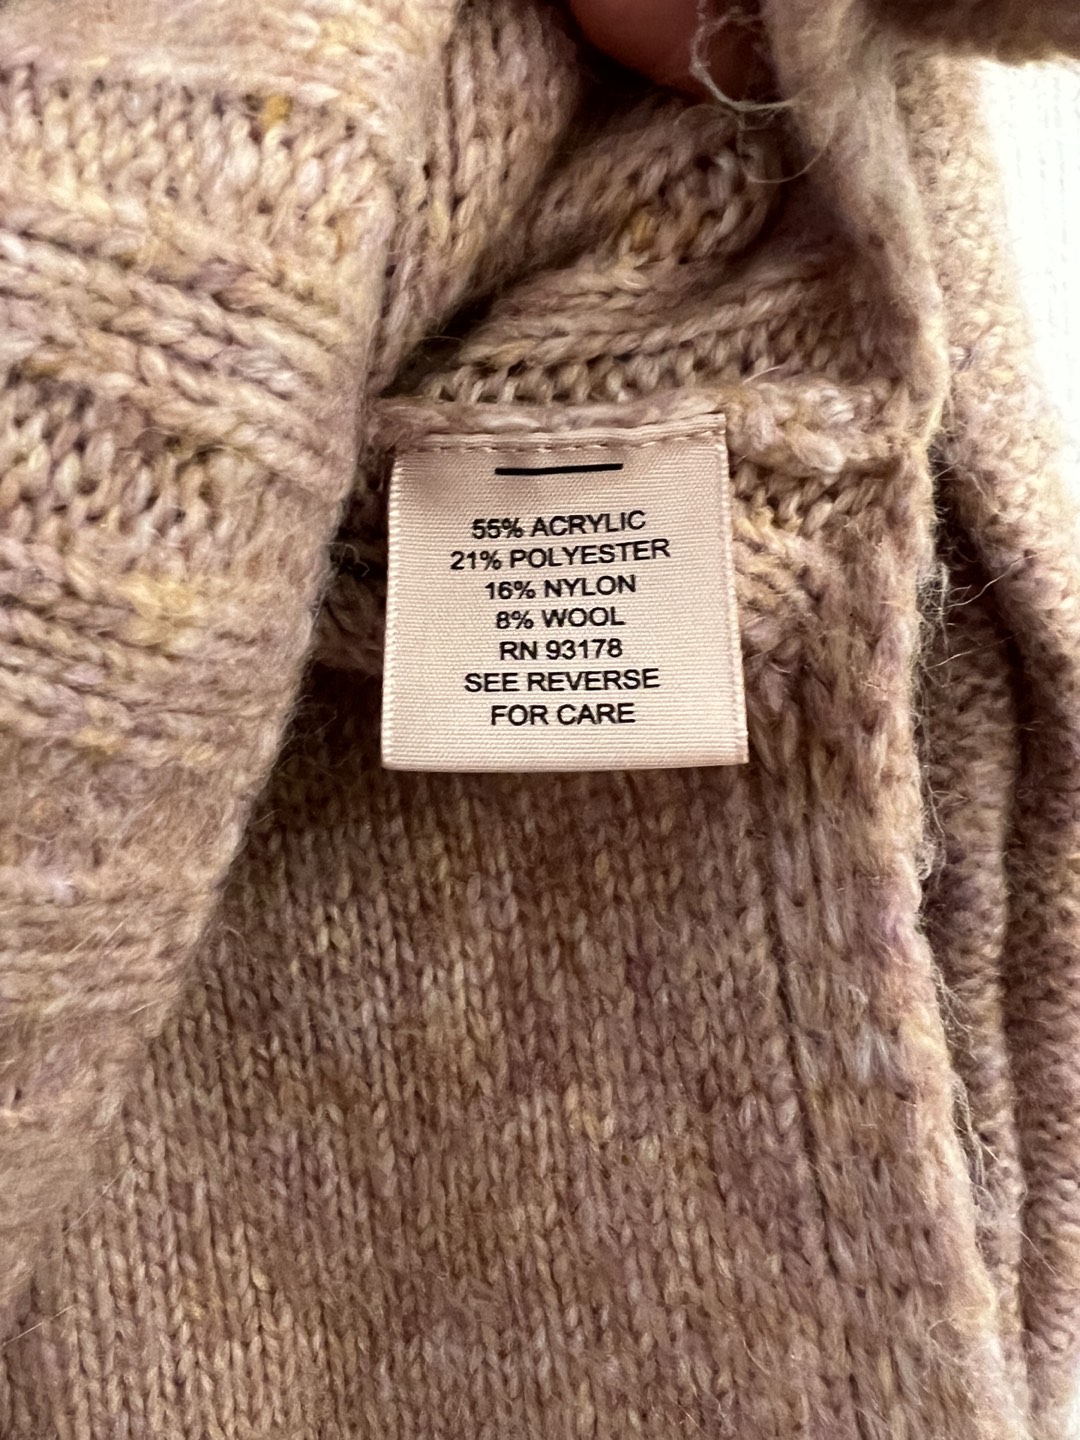 55% ACRYLIC
21% POLYESTER
16% NYLON
8% WOOL
RN 93178
SEE REVERSE
FOR CARE